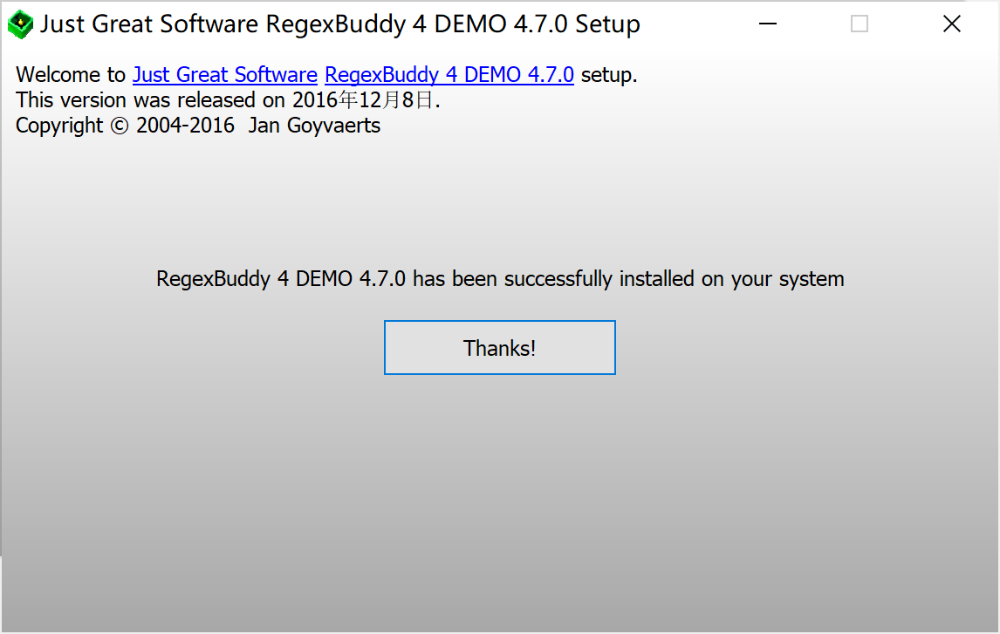 Just Great Software RegexBuddy 4 DEMO 4.7.0 Setup
Welcome to Just Great Software RegexBuddy 4 DEMO 4.7.0 setup.
This version was released on 2016年12月8日.
Copyright © 2004-2016  Jan Goyvaerts
RegexBuddy 4 DEMO 4.7.0 has been successfully installed on your system
Thanks!